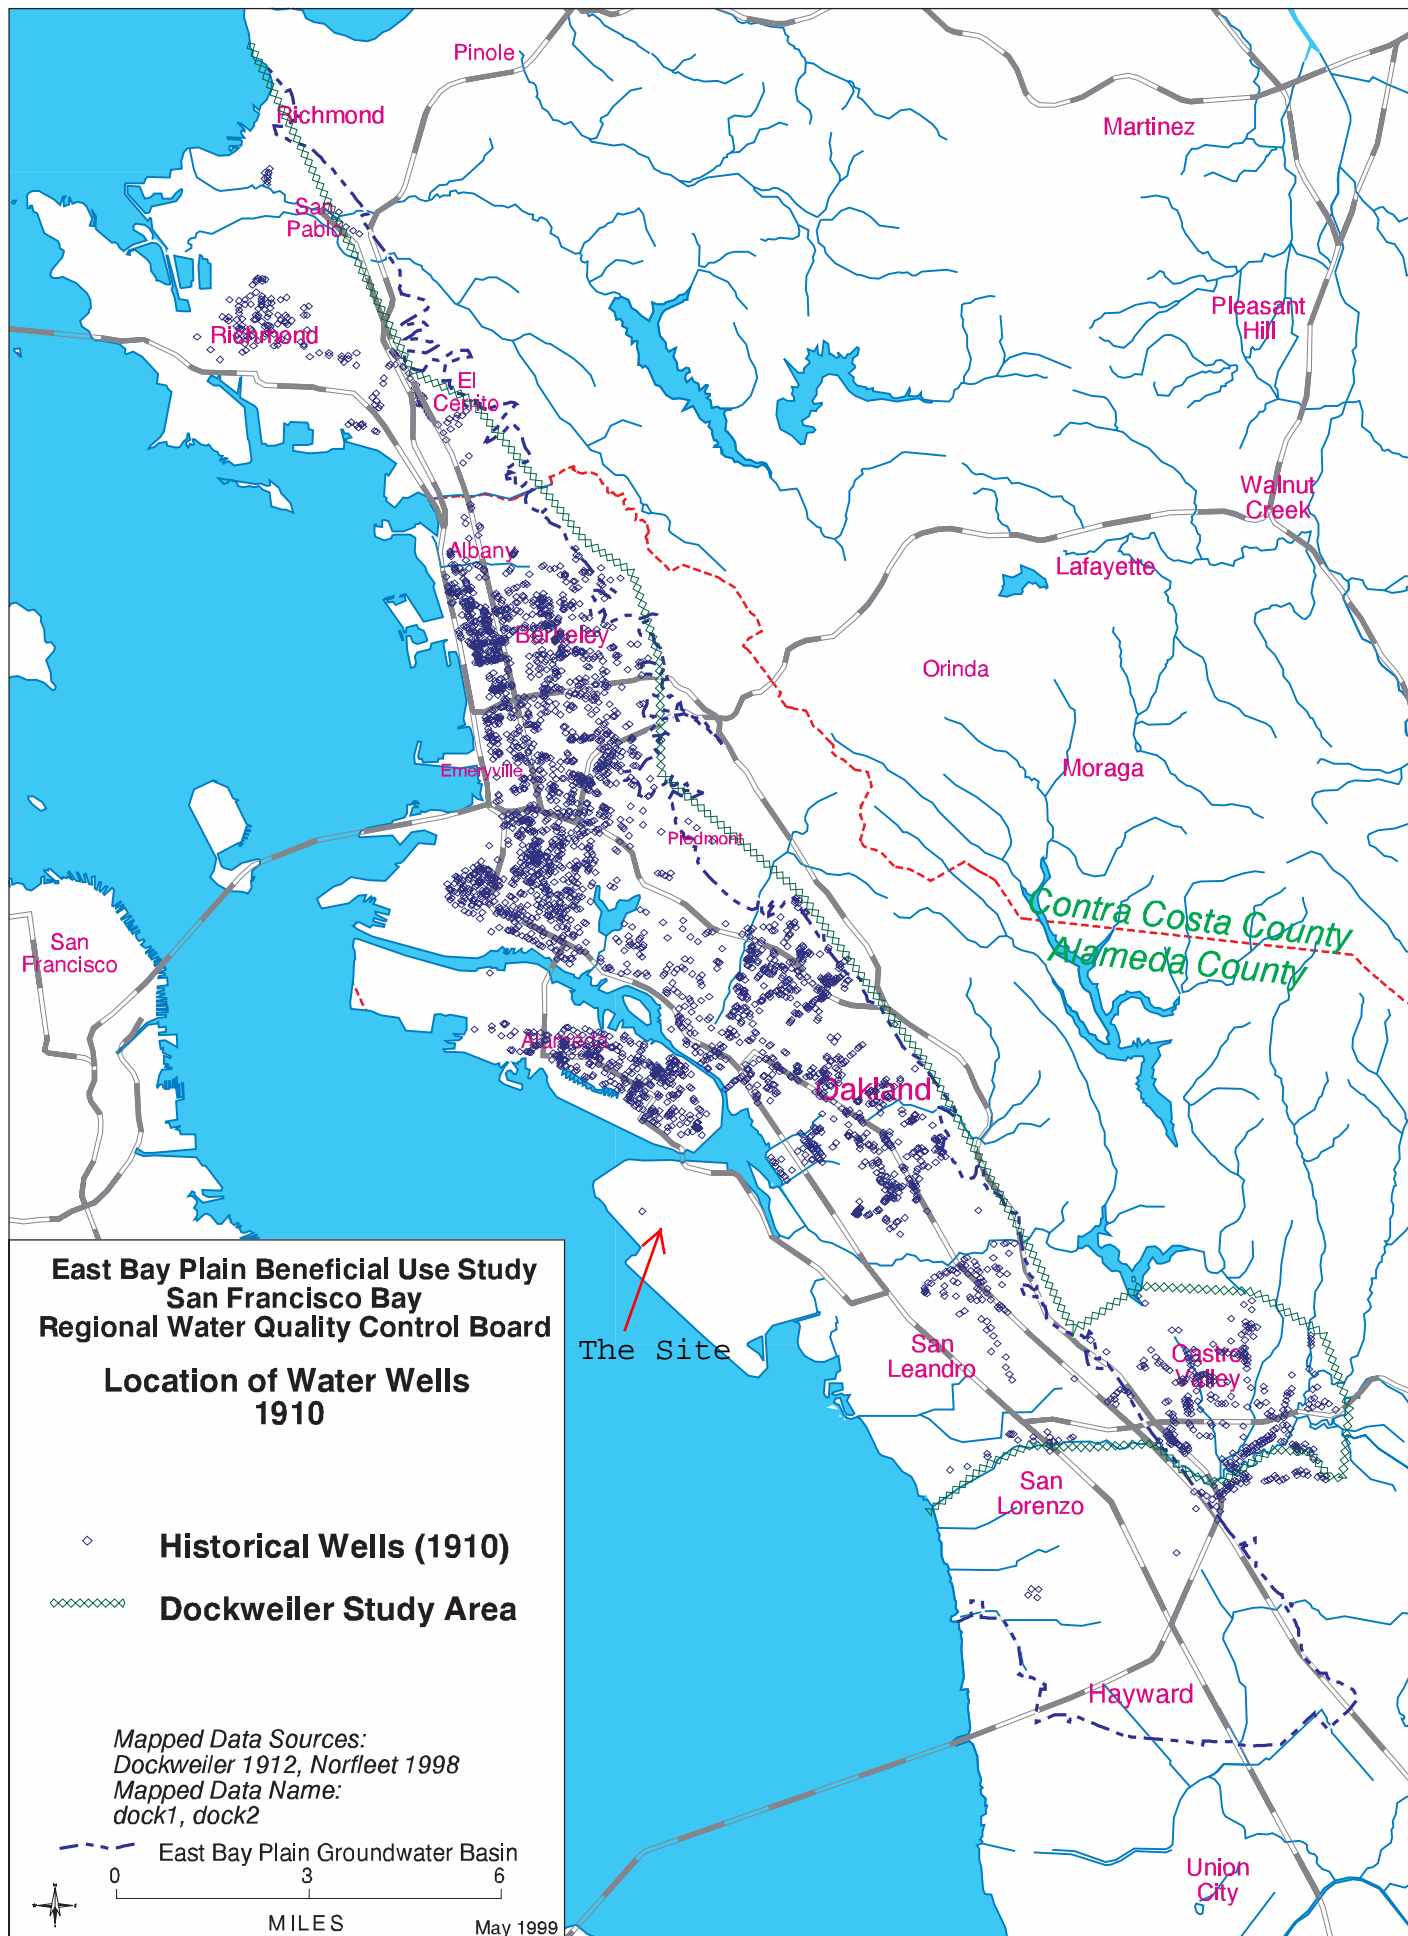 Pinole
Richmond
Martinez
San
Pablo
Pleasant
Hill
Richmond
El
Cerrito
Walnut
Creek
Albany
Lafayette
Berkeley
Orinda
Emeryville
Moraga
Piedmont
Contra Costa County
Alameda County
San
Francisco
Alameda
Oakland
The Site
San
Leandro
Castro
Valley
San
Lorenzo
Hayward
Union
City
East Bay Plain Beneficial Use Study
San Francisco Bay
Regional Water Quality Control Board
Location of Water Wells
1910
Historical Wells (1910)
Dockweiler Study Area
Mapped Data Sources:
Dockweiler 1912, Norfleet 1998
Mapped Data Name:
dock1, dock2
East Bay Plain Groundwater Basin
0 3 6
MILES
May 1999